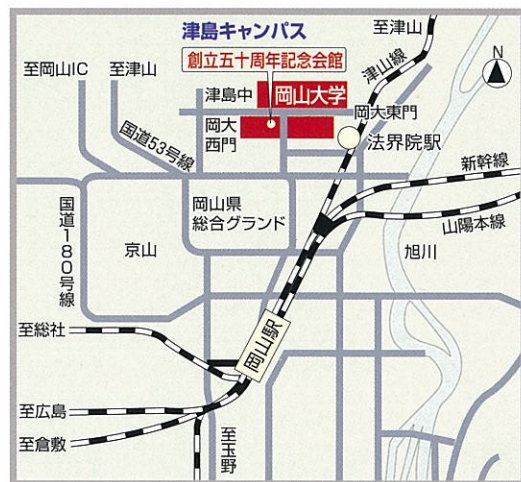 津島キャンパス
至津山
至岡山IC
至津山
創立五十周年記念会館
津山線
N
津島中
岡山大学
岡大東門
岡大
西門
法界院駅
国道53号線
新幹線
国道180号線
岡山県
総合グランド
山陽本線
京山
旭川
至総社
岡山駅
至広島
至倉敷
至玉野